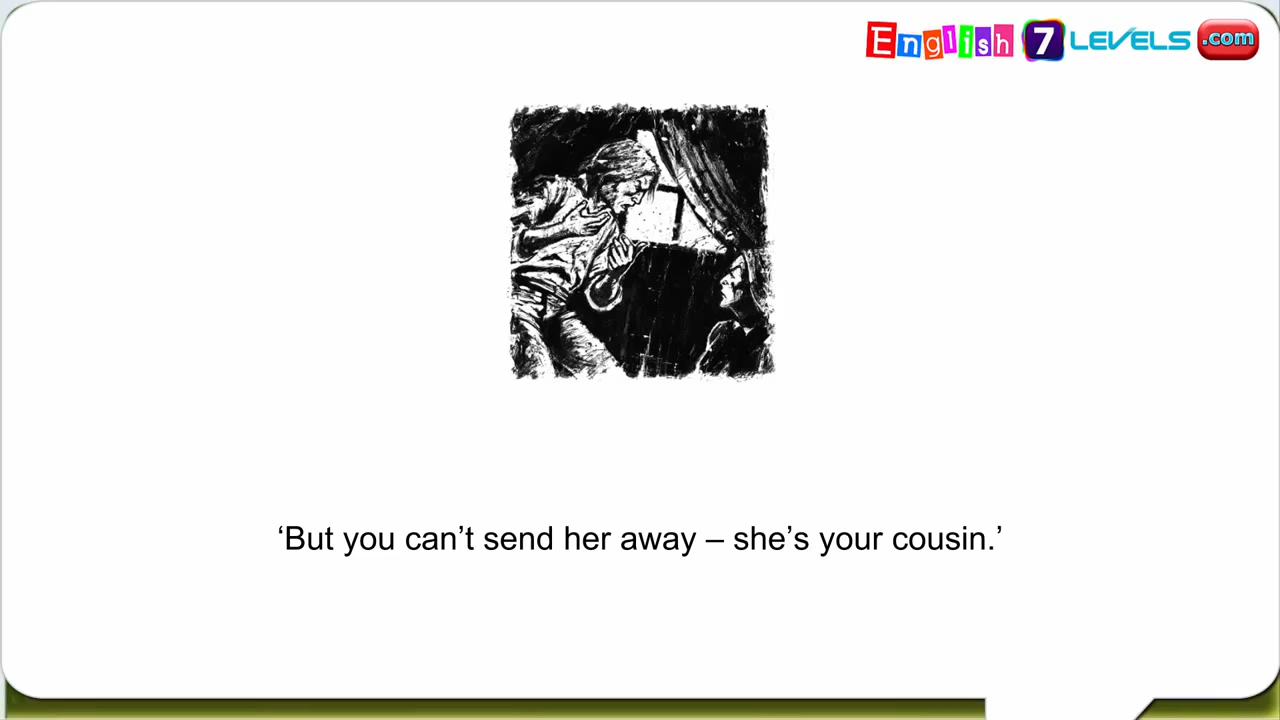 English 7 LEVELS .com
‘But you can’t send her away – she’s your cousin.’